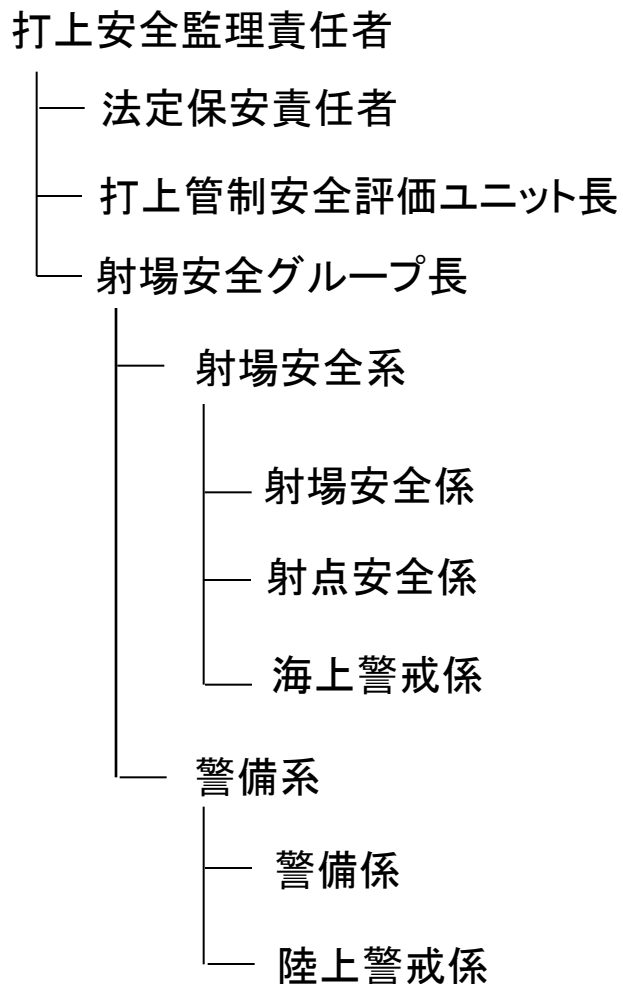 打上安全監理責任者
法定保安責任者
打上管制安全評価ユニット長
射場安全グループ長
射場安全系
射場安全係
射点安全係
海上警戒係
警備系
警備係
陸上警戒係